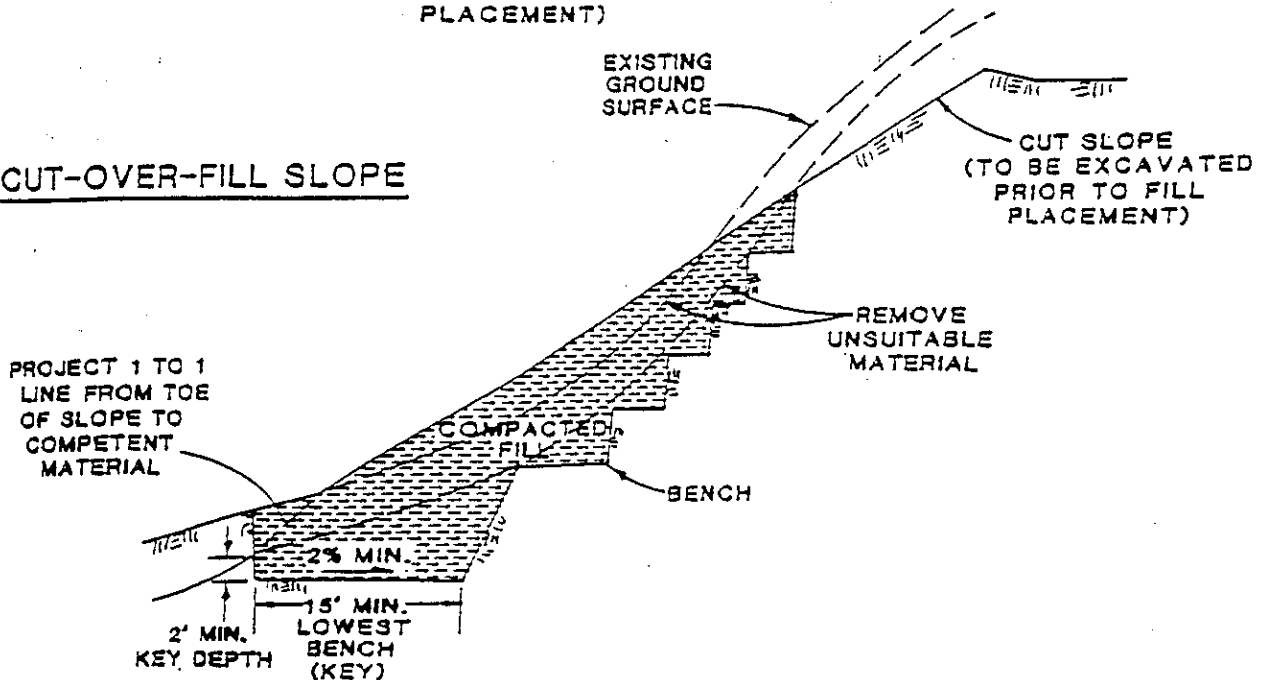 PLACEMENT)
EXISTING
GROUND
SURFACE
CUT SLOPE
(TO BE EXCAVATED
PRIOR TO FILL
PLACEMENT)
CUT-OVER-FILL SLOPE
REMOVE
UNSUITABLE
MATERIAL
PROJECT 1 TO 1
LINE FROM TOE
OF SLOPE TO
COMPETENT
MATERIAL
COMPACTED
FILL
BENCH
2% MIN.
15' MIN.
LOWEST
BENCH
(KEY)
2' MIN.
KEY DEPTH